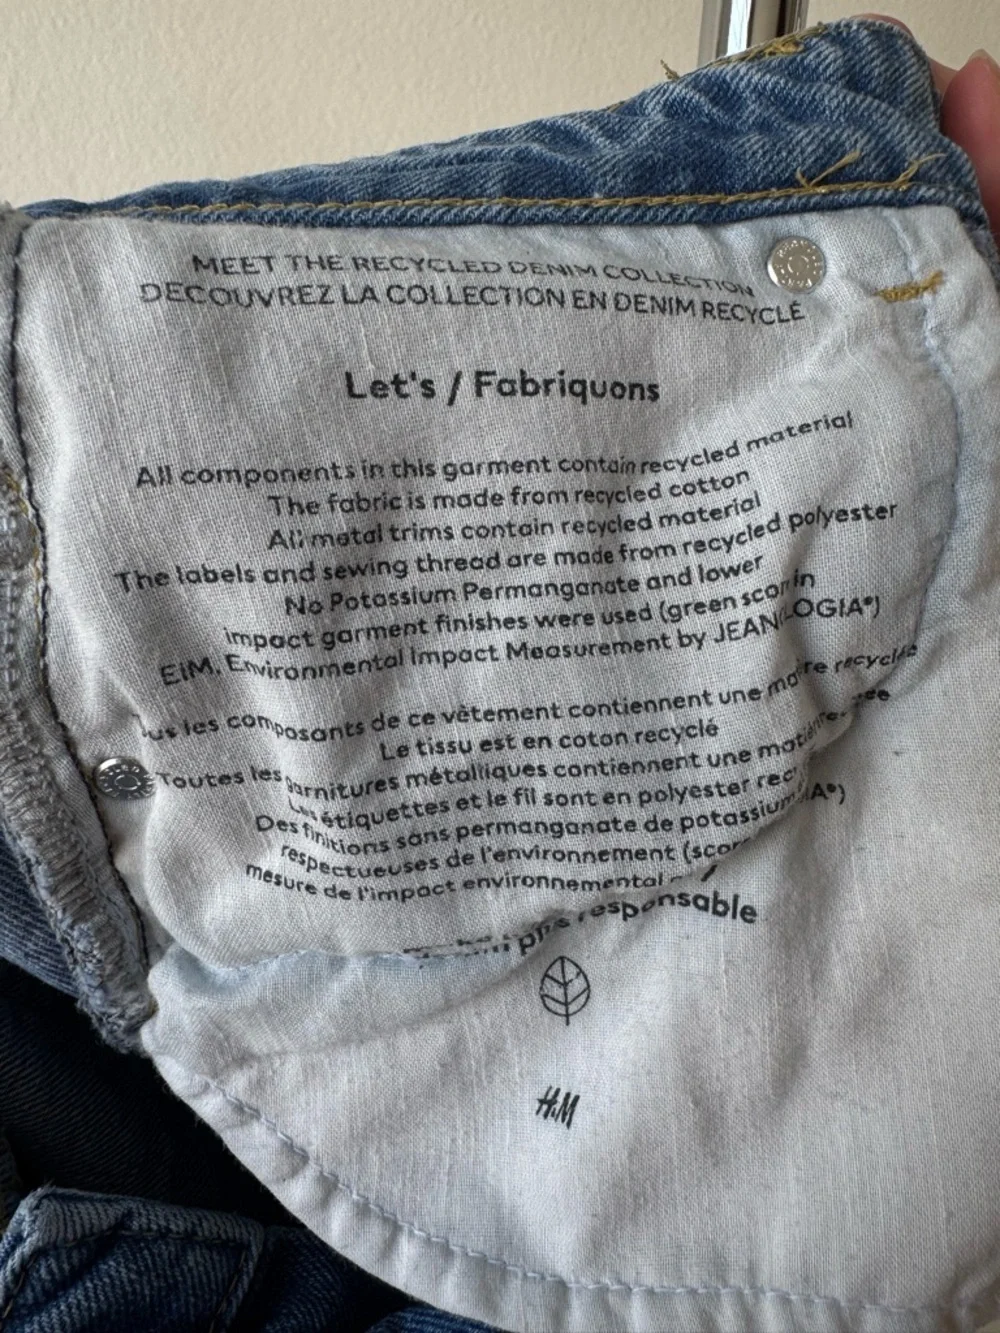 MEET THE RECYCLED DENIM COLLECTION
DECOUVREZ LA COLLECTION EN DENIM RECYCLÉ
Let's / Fabriquons
All components in this garment contain recycled material
The fabric is made from recycled cotton
All metal trims contain recycled material
The labels and sewing thread are made from recycled polyester
No Potassium Permanganate and lower
impact garment finishes were used (green scor in
EIM. Environmental Impact Measurement by JEANOLOGIA®)
les composants de ce vêtement contiennent une recyclée
Le tissu est en coton recyclé
Toutes les garnitures métalliques contiennent une
étiquettes et le fil sont en polyester
Des finitions sans permanganate de potassium
respectueuses de l'environnement
mesure de l'impact environnemental
responsable
H&M